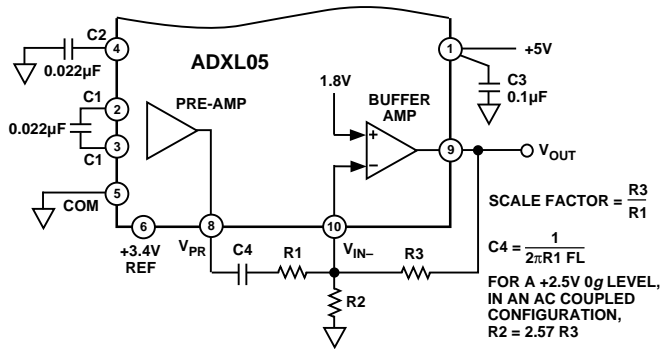 C2
4
0.022µF
ADXL05
1
+5V
C3
0.1µF
C1
2
0.022µF
3
C1
PRE-AMP
1.8V
BUFFER
AMP
+
−
9
VOUT
5
COM
6
+3.4V
REF
8
VPR
10
VIN–
C4
R1
R3
R2
SCALE FACTOR = R3
R1
C4 = 1
2πR1 FL
FOR A +2.5V 0g LEVEL,
IN AN AC COUPLED
CONFIGURATION,
R2 = 2.57 R3